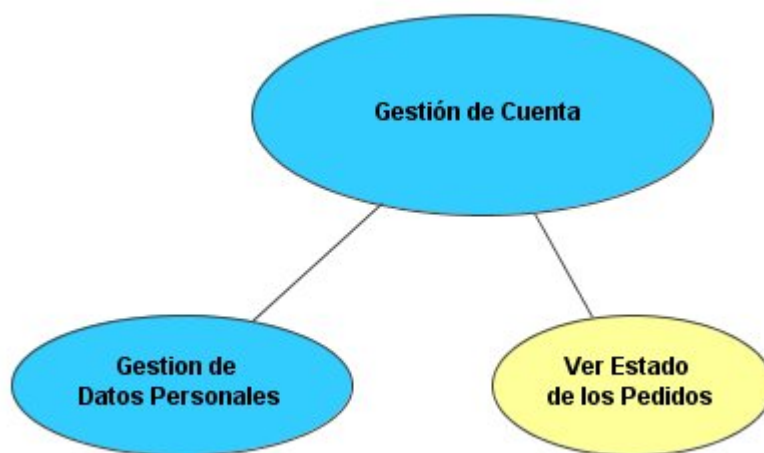 Gestión de Cuenta
Gestion de
Datos Personales
Ver Estado
de los Pedidos